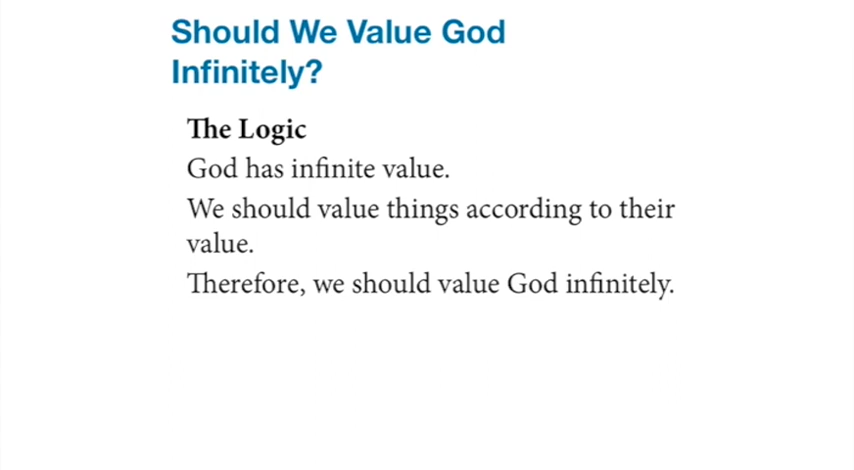 Should We Value God
Infinitely?
The Logic
God has infinite value.
We should value things according to their
value.
Therefore, we should value God infinitely.